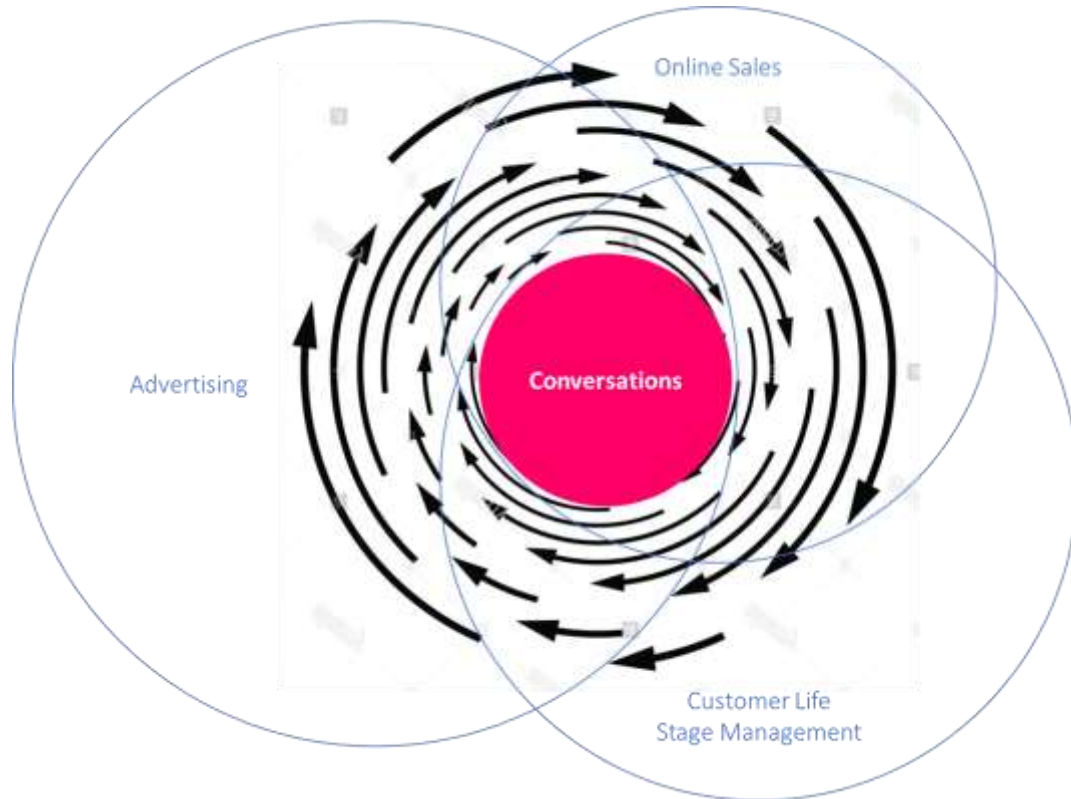 Online Sales
Advertising
Conversations
Customer Life
Stage Management